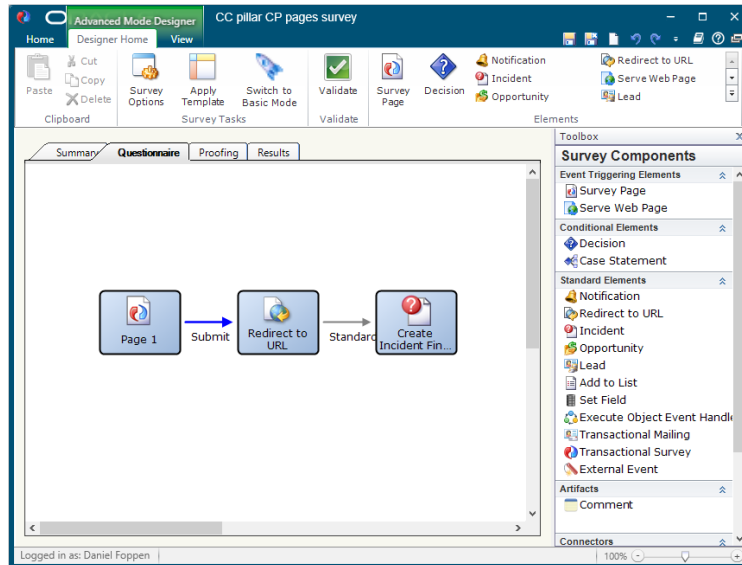 Advanced Mode Designer
CC pillar CP pages survey
Home
Designer Home
View
Paste
Cut
Copy
Delete
Clipboard
Survey Options
Apply Template
Switch to Basic Mode
Survey Tasks
Validate
Validate
Survey Page
Decision
Notification
Incident
Opportunity
Redirect to URL
Serve Web Page
Lead
Elements
Summary
Questionnaire
Proofing
Results
Page 1
Submit
Redirect to
URL
Standard
Create
Incident Fin...
Toolbox
Survey Components
Event Triggering Elements
Survey Page
Serve Web Page
Conditional Elements
Decision
Case Statement
Standard Elements
Notification
Redirect to URL
Incident
Opportunity
Lead
Add to List
Set Field
Execute Object Event Handle
Transactional Mailing
Transactional Survey
External Event
Artifacts
Comment
Connectors
Logged in as: Daniel Foppen
100%